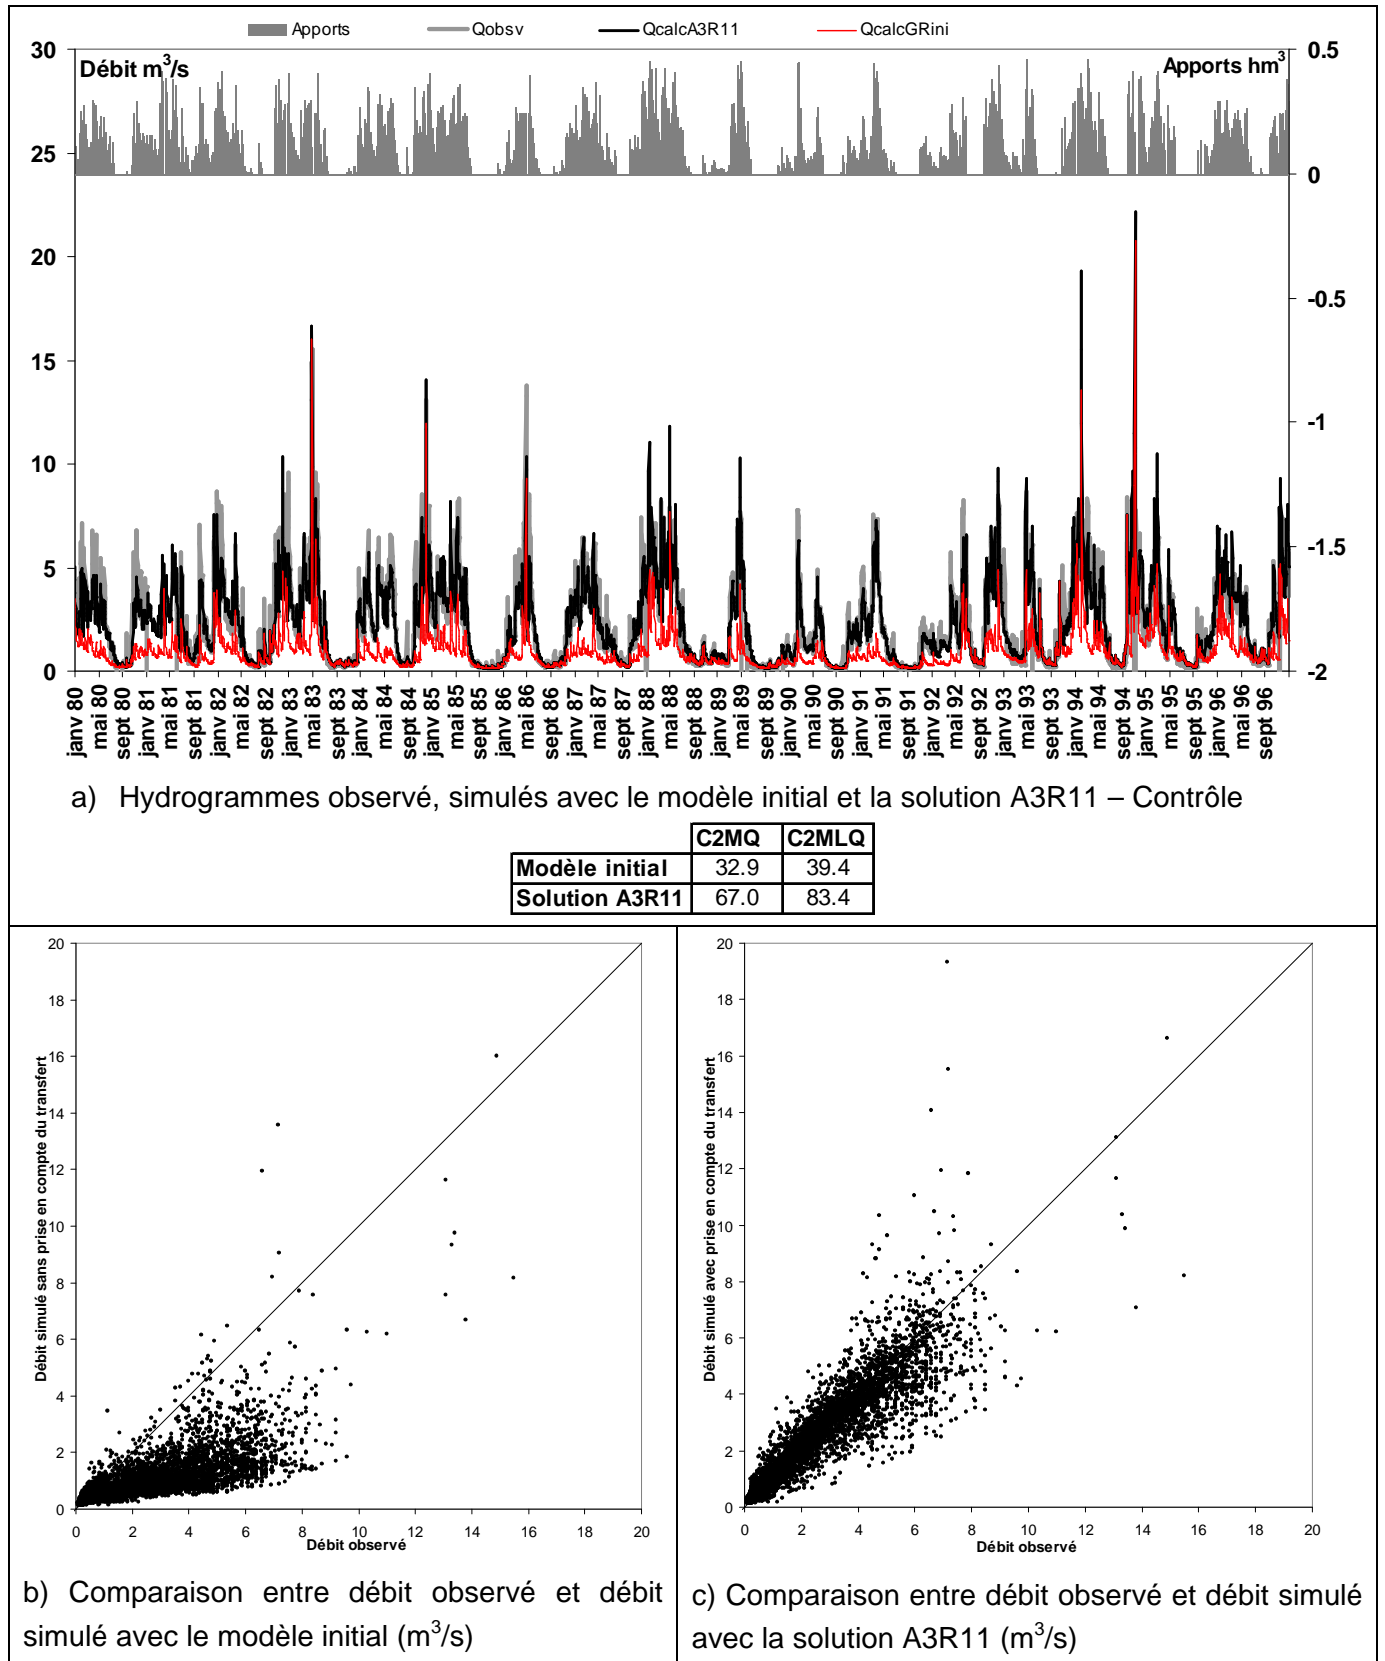 Apports Qobsv QcalcA3R11 QcalcGRini
Débit m³/s
Apports hm³
30
25
20
15
10
5
0
0.5
0
-0.5
-1
-1.5
-2
janv 80
mai 80
sept 80
janv 81
mai 81
sept 81
janv 82
mai 82
sept 82
janv 83
mai 83
sept 83
janv 84
mai 84
sept 84
janv 85
mai 85
sept 85
janv 86
mai 86
sept 86
janv 87
mai 87
sept 87
janv 88
mai 88
sept 88
janv 89
mai 89
sept 89
janv 90
mai 90
sept 90
janv 91
mai 91
sept 91
janv 92
mai 92
sept 92
janv 93
mai 93
sept 93
janv 94
mai 94
sept 94
janv 95
mai 95
sept 95
janv 96
mai 96
sept 96
a) Hydrogrammes observé, simulés avec le modèle initial et la solution A3R11 – Contrôle
C2MQ C2MLQ
Modèle initial 32.9 39.4
Solution A3R11 67.0 83.4
Débit simulé sans prise en compte du transfert
20
18
16
14
12
10
8
6
4
2
0
0 2 4 6 8 10 12 14 16 18 20
Débit observé
b) Comparaison entre débit observé et débit
simulé avec le modèle initial (m³/s)
Débit simulé avec prise en compte du transfert
20
18
16
14
12
10
8
6
4
2
0
0 2 4 6 8 10 12 14 16 18 20
Débit observé
c) Comparaison entre débit observé et débit simulé
avec la solution A3R11 (m³/s)